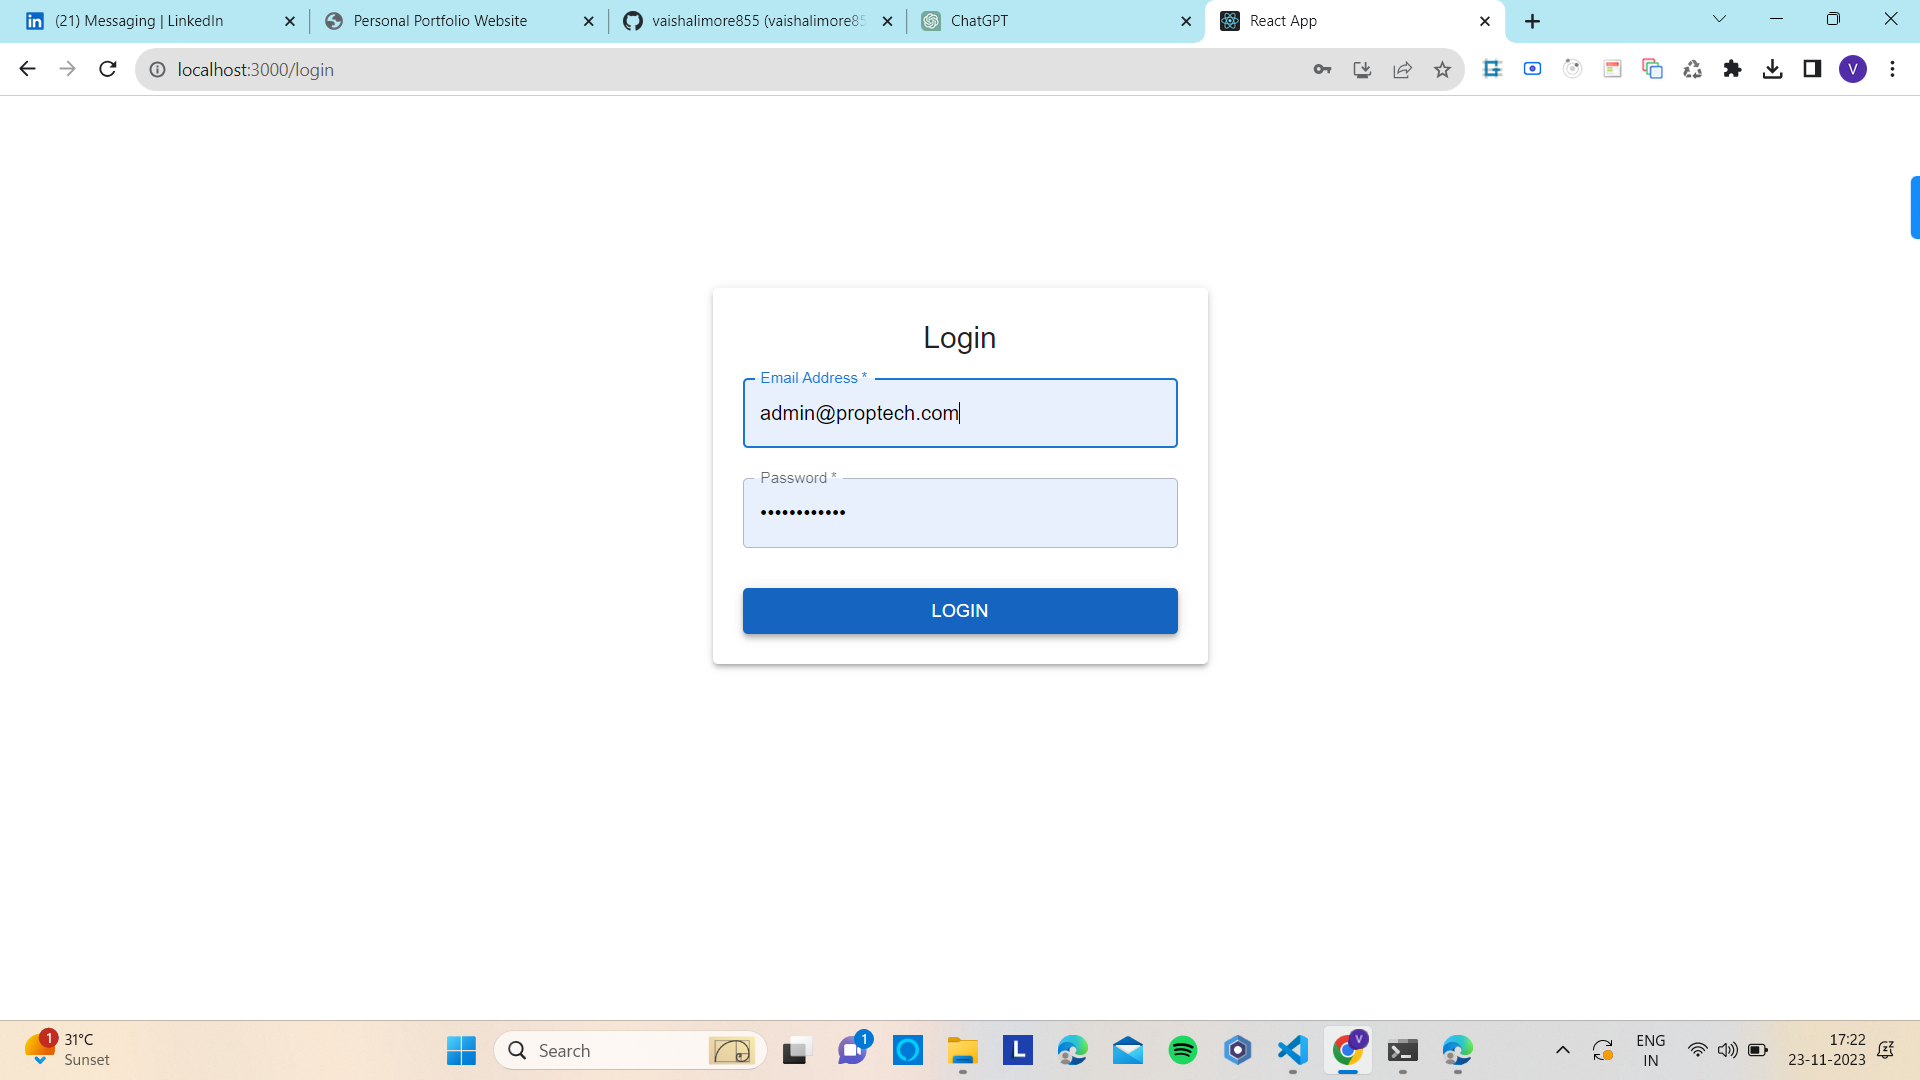 (21) Messaging | LinkedIn
Personal Portfolio Website
vaishalimore855 (vaishalimore85
ChatGPT
React App
localhost:3000/login
V
Login
Email Address *
admin@proptech.com
Password *
••••••••••••
LOGIN
1
31°C
Sunset
Search
1
L
V
ENG
IN
17:22
23-11-2023